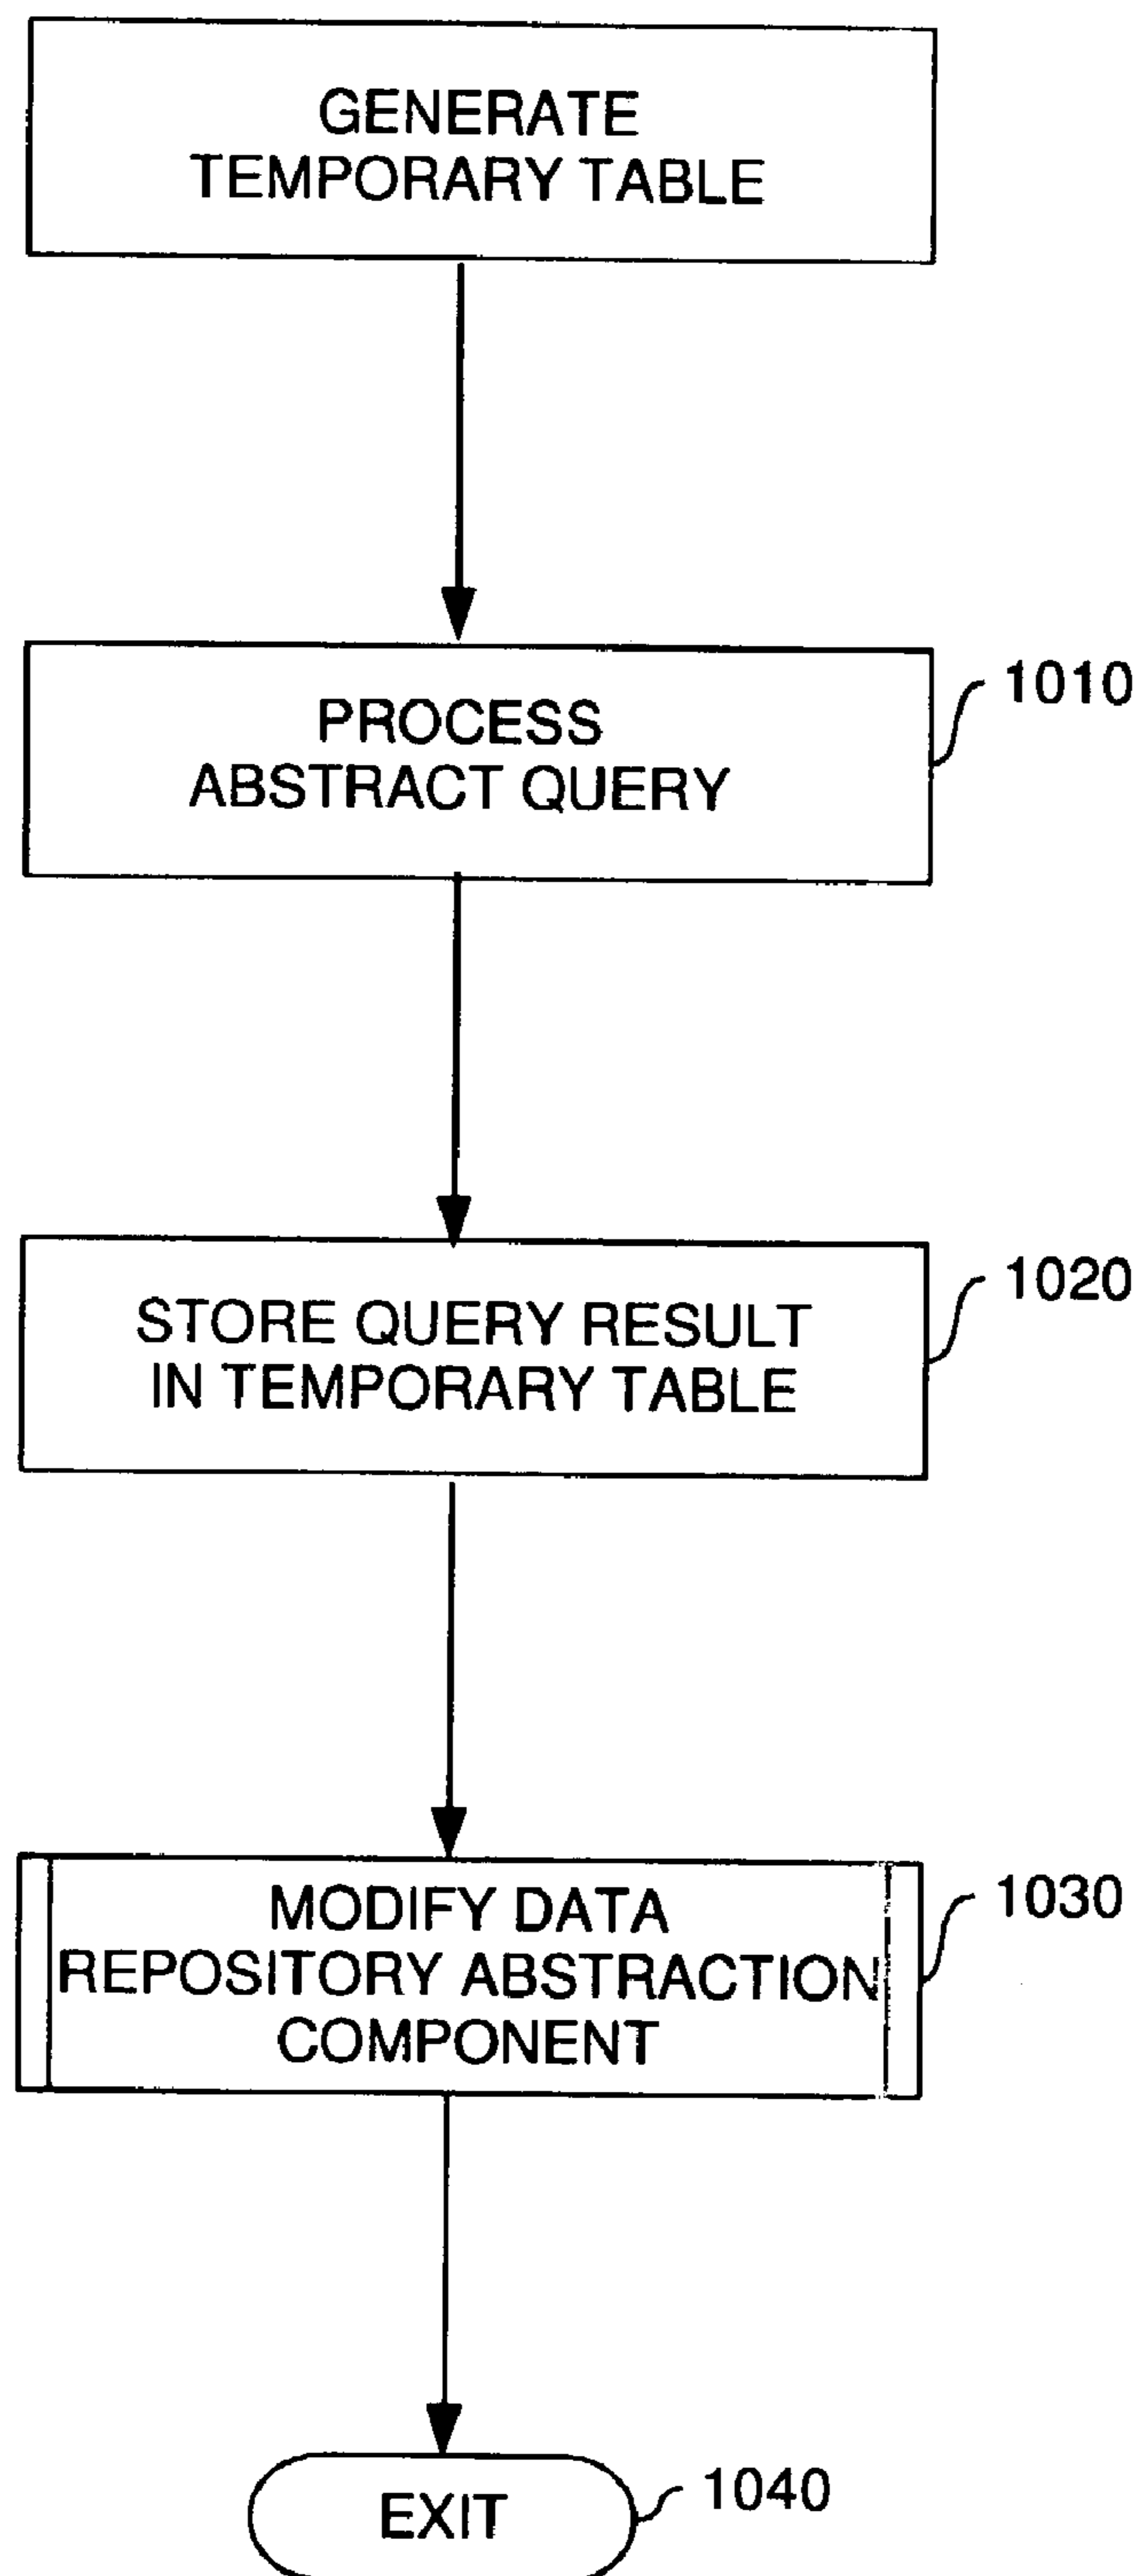 GENERATE
TEMPORARY TABLE
PROCESS
ABSTRACT QUERY
1010
STORE QUERY RESULT
IN TEMPORARY TABLE
1020
MODIFY DATA
REPOSITORY ABSTRACTION
COMPONENT
1030
EXIT
1040